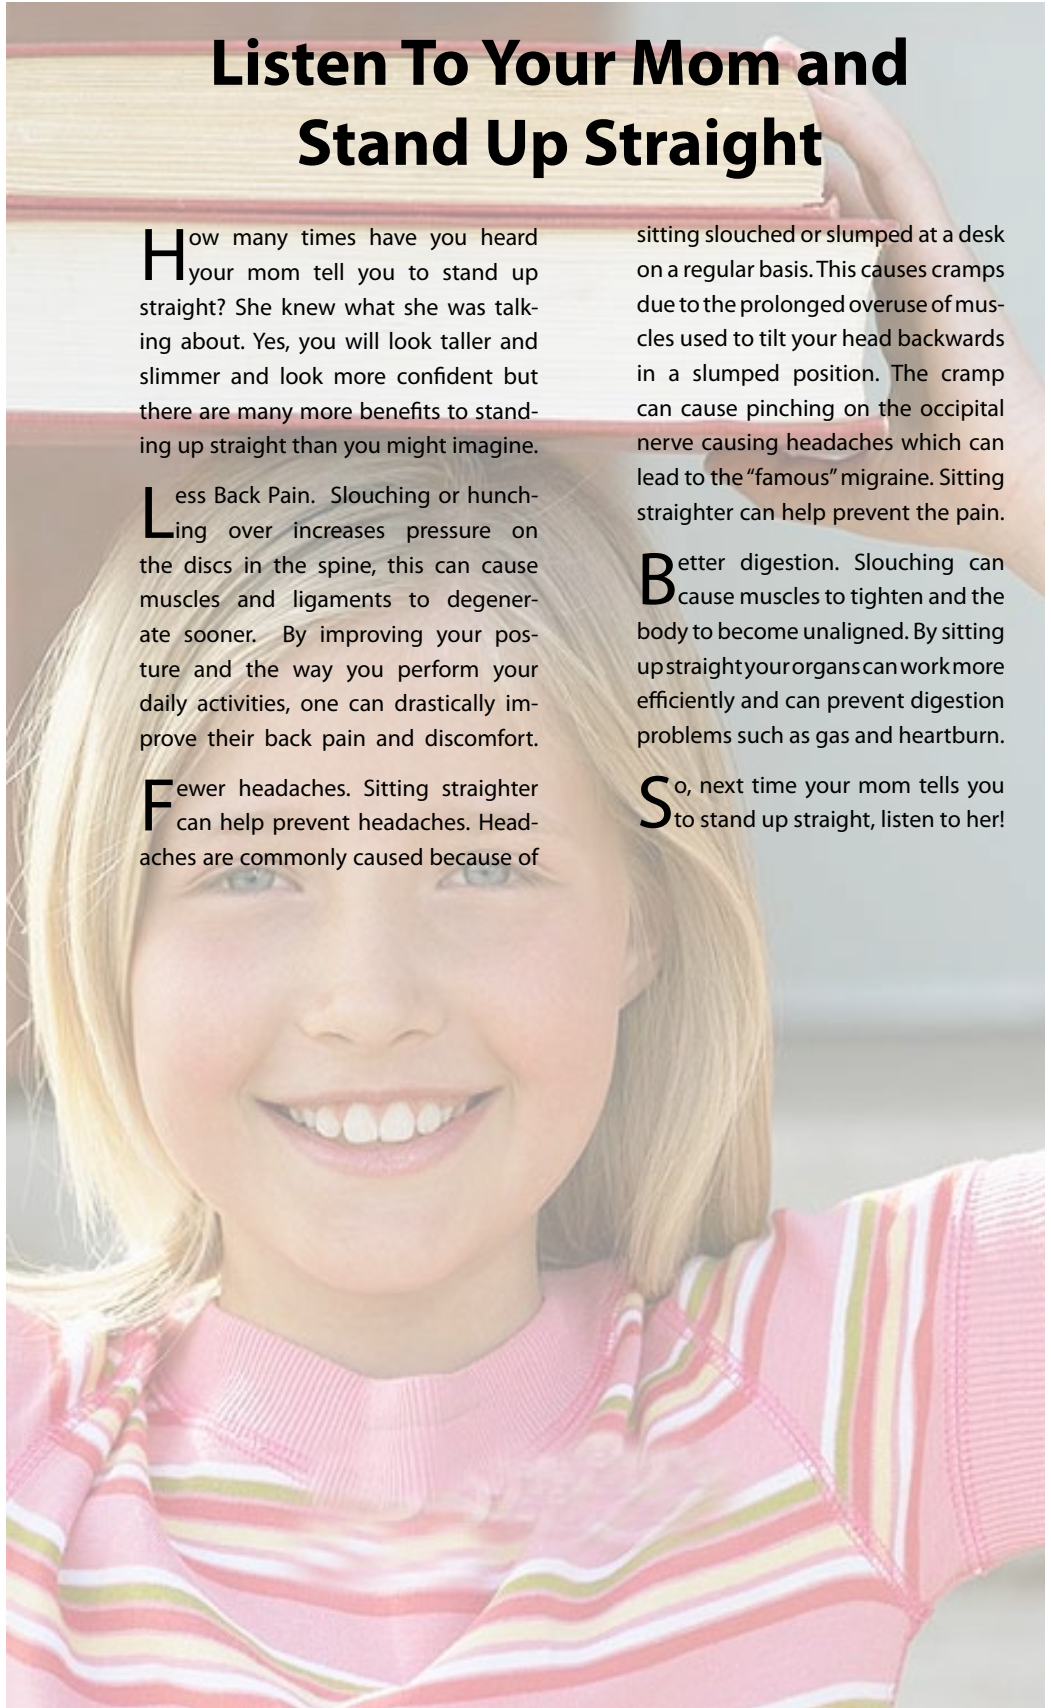 Listen To Your Mom and
Stand Up Straight
How many times have you heard
your mom tell you to stand up
straight? She knew what she was talk-
ing about. Yes, you will look taller and
slimmer and look more confident but
there are many more benefits to stand-
ing up straight than you might imagine.
Less Back Pain. Slouching or hunch-
ing over increases pressure on
the discs in the spine, this can cause
muscles and ligaments to degener-
ate sooner. By improving your pos-
ture and the way you perform your
daily activities, one can drastically im-
prove their back pain and discomfort.
Fewer headaches. Sitting straighter
can help prevent headaches. Head-
aches are commonly caused because of
sitting slouched or slumped at a desk
on a regular basis. This causes cramps
due to the prolonged overuse of mus-
cles used to tilt your head backwards
in a slumped position. The cramp
can cause pinching on the occipital
nerve causing headaches which can
lead to the "famous" migraine. Sitting
straighter can help prevent the pain.
Better digestion. Slouching can
cause muscles to tighten and the
body to become unaligned. By sitting
up straight your organs can work more
efficiently and can prevent digestion
problems such as gas and heartburn.
So, next time your mom tells you
to stand up straight, listen to her!